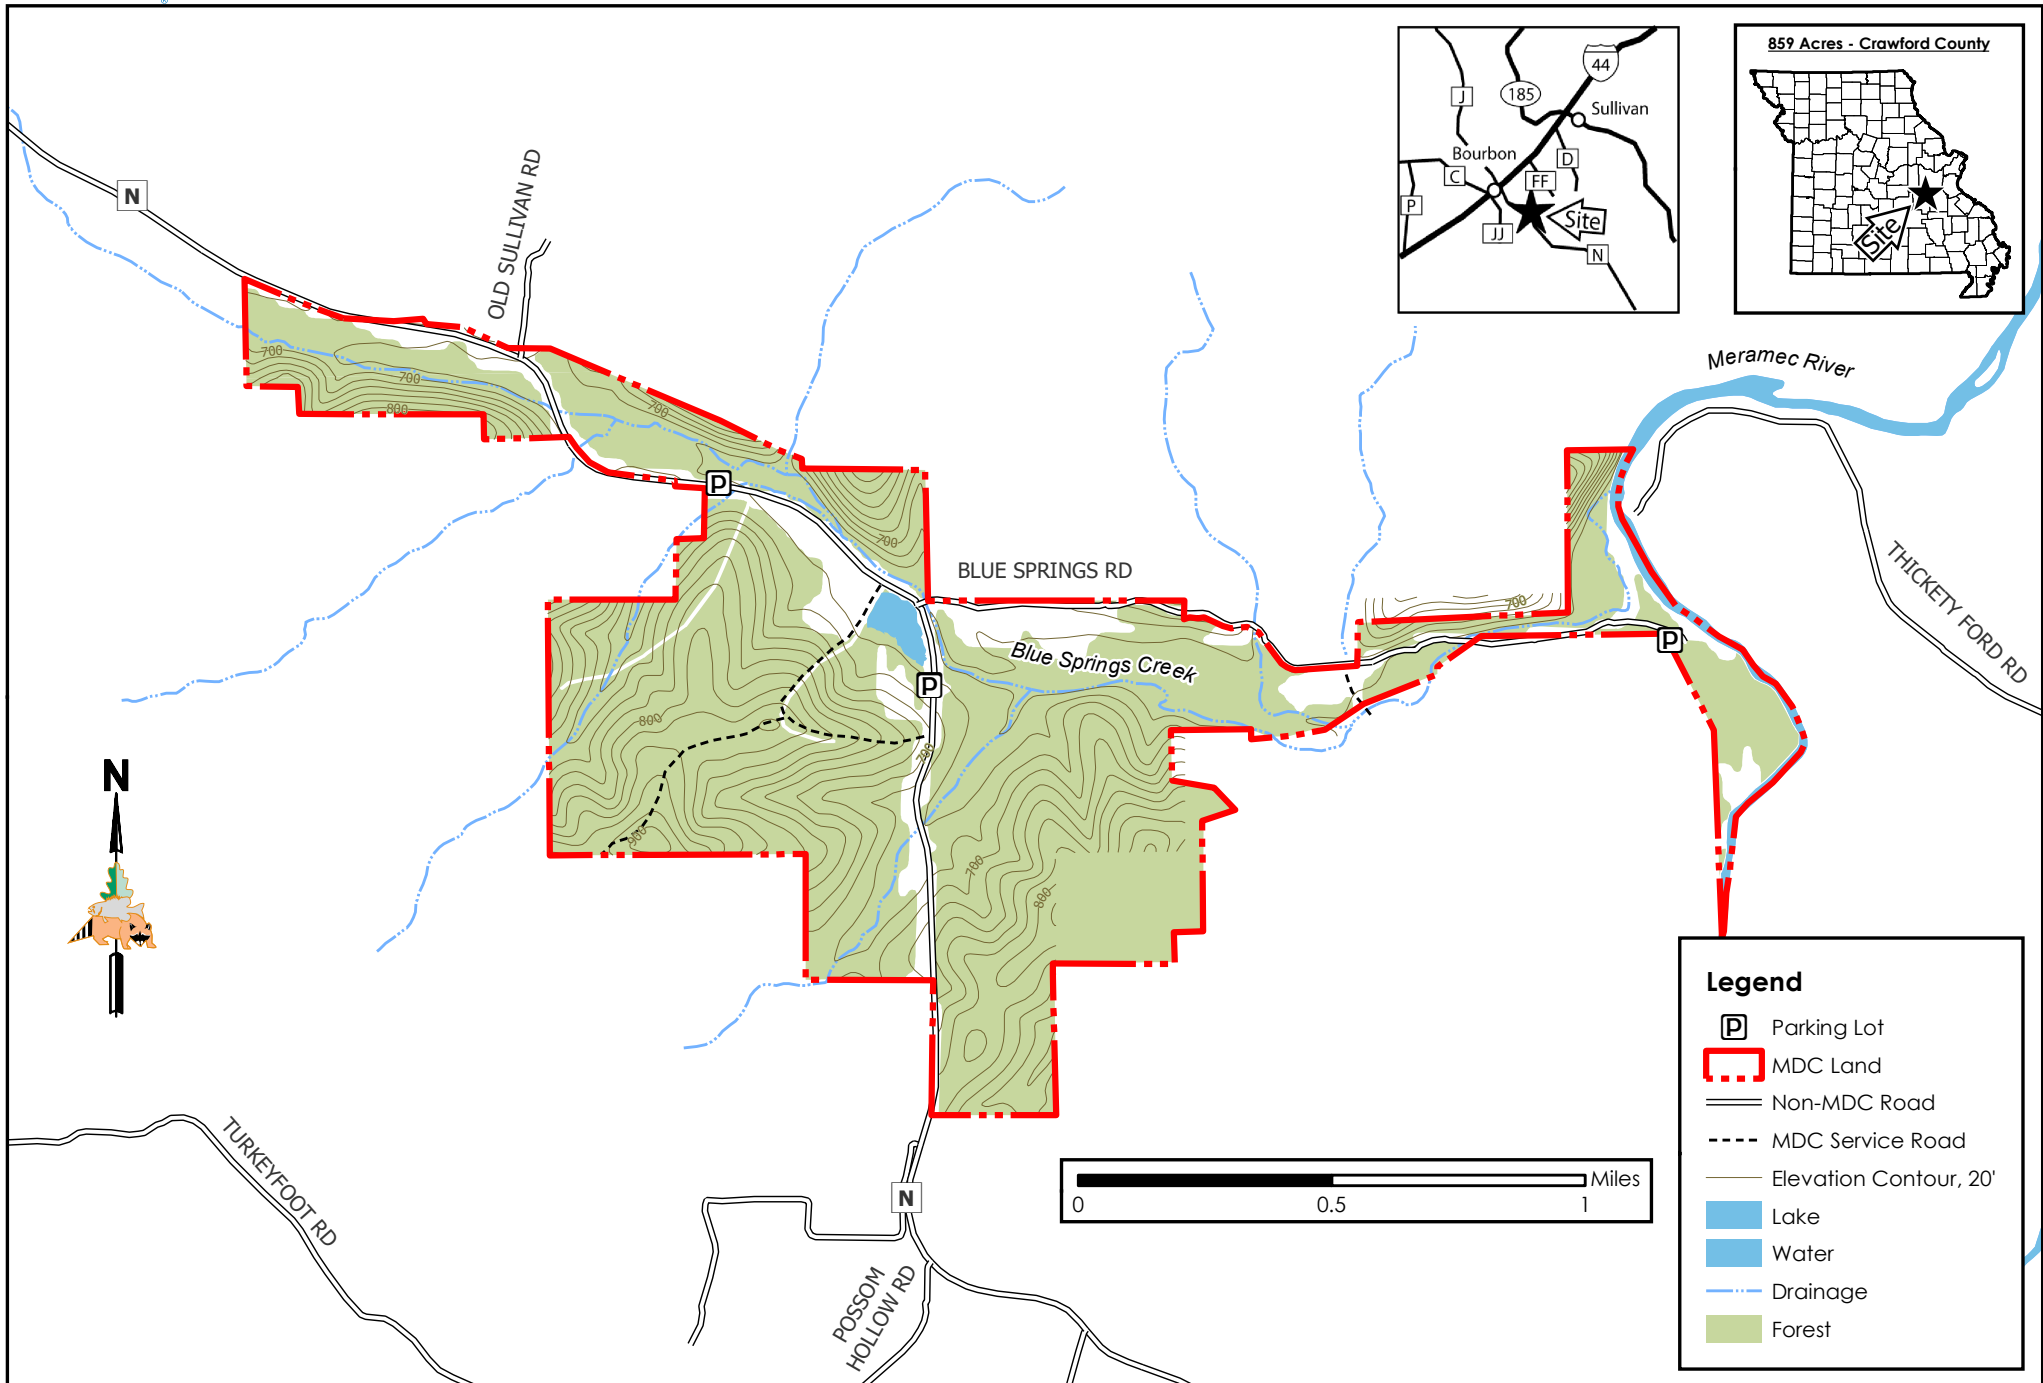 ®
N
OLD SULLIVAN RD
44
185
J
Sullivan
Bourbon
D
C
FF
P
Site
JJ
N
859 Acres - Crawford County
Site
Meramec River
700
700
800
700
P
700
BLUE SPRINGS RD
700
THICKETY FORD RD
Blue Springs Creek
P
P
800
700
900
700
800
N
TURKEYFOOT RD
N
POSSOM
HOLLOW RD
Miles
0
0.5
1
Legend
P Parking Lot
MDC Land
Non-MDC Road
MDC Service Road
Elevation Contour, 20'
Lake
Water
Drainage
Forest